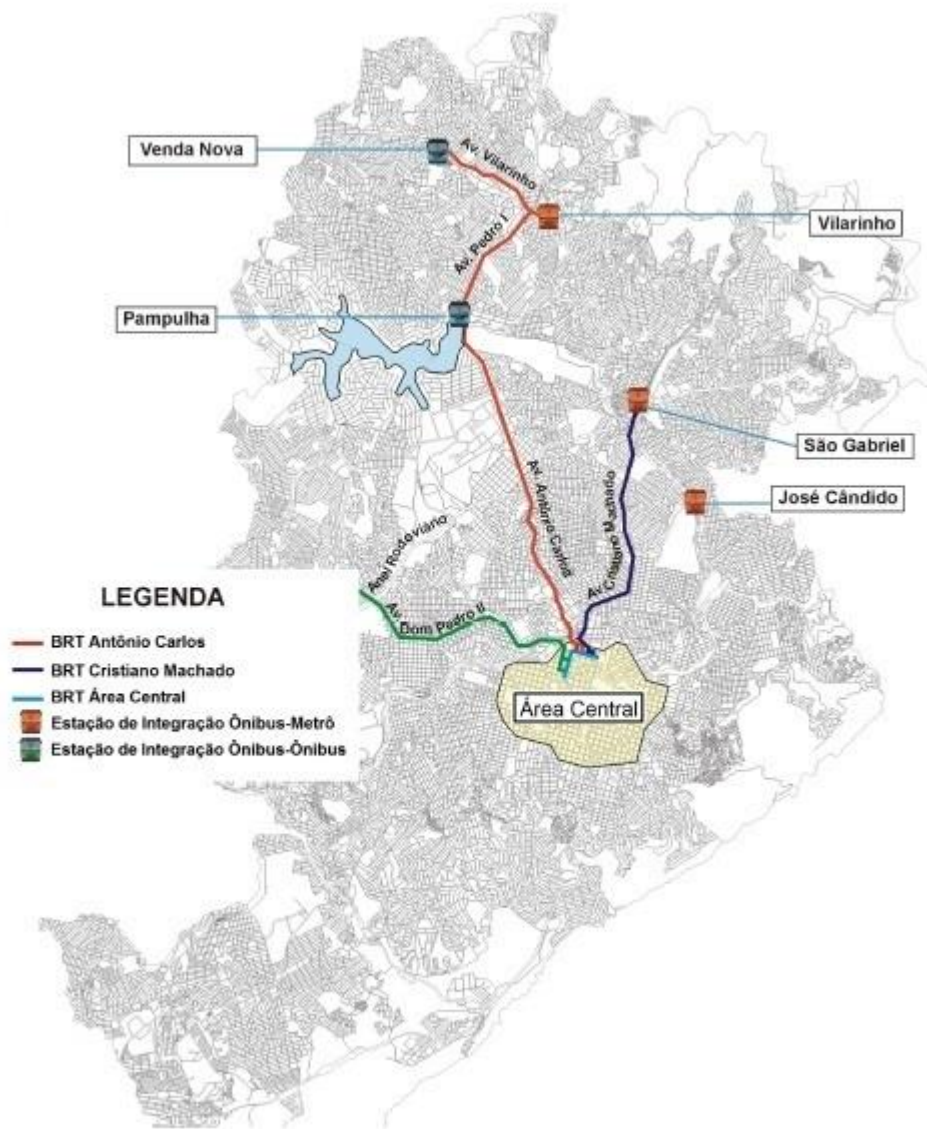 Venda Nova
Av. Vilarinho
Vilarinho
Av. Pedro I
Pampulha
São Gabriel
José Cândido
Av. Antônio Carlos
Av. Cristiano Machado
Anel Rodoviário
Av. Dom Pedro II
Área Central
LEGENDA
BRT Antônio Carlos
BRT Cristiano Machado
BRT Área Central
Estação de Integração Ônibus-Metrô
Estação de Integração Ônibus-Ônibus